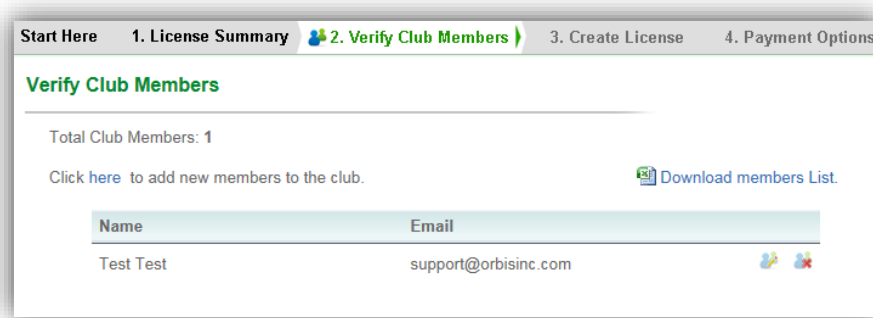 Start Here 1. License Summary 2. Verify Club Members 3. Create License 4. Payment Options
Verify Club Members
Total Club Members: 1
Click here to add new members to the club. Download members List.
Name Email
Test Test support@orbisinc.com